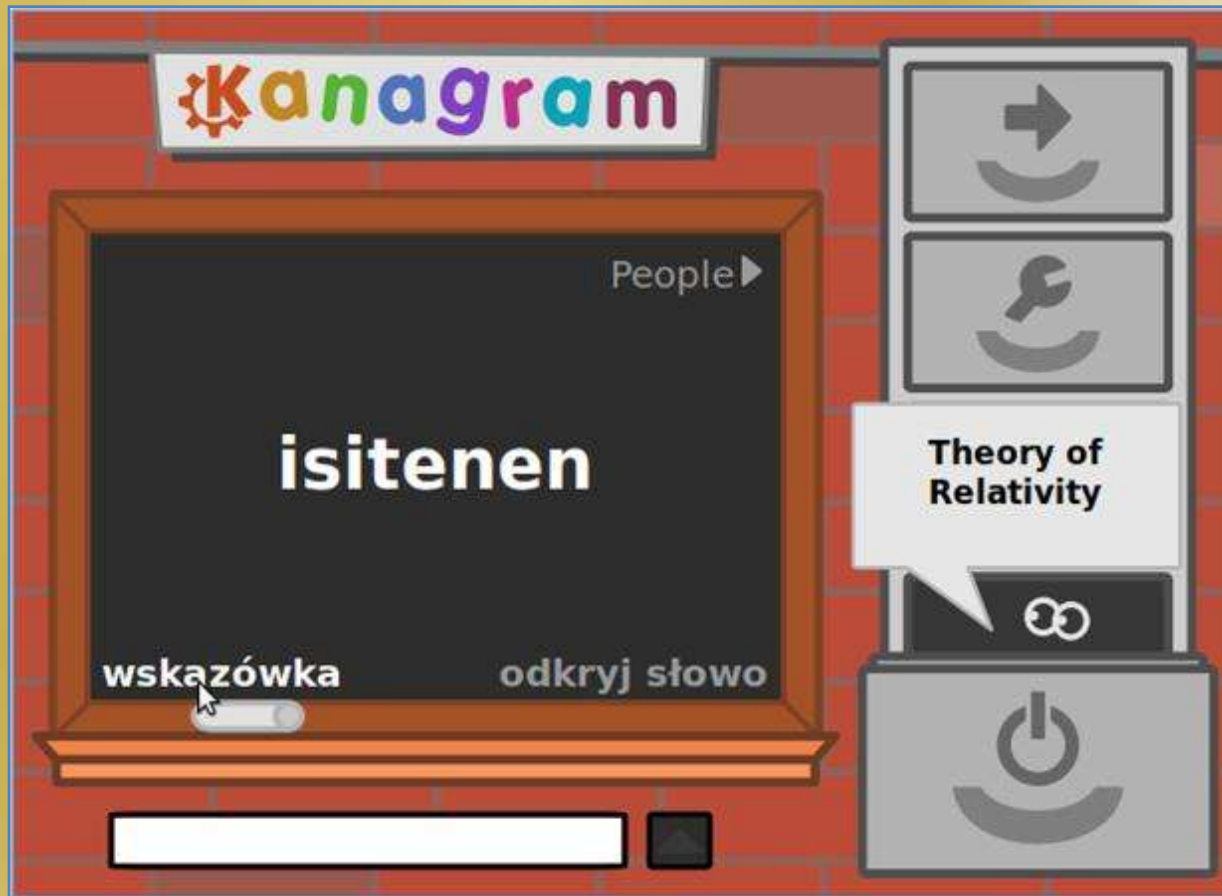 Kanagram
People
isitenen
Theory of
Relativity
wskazówka
odkryj słowo